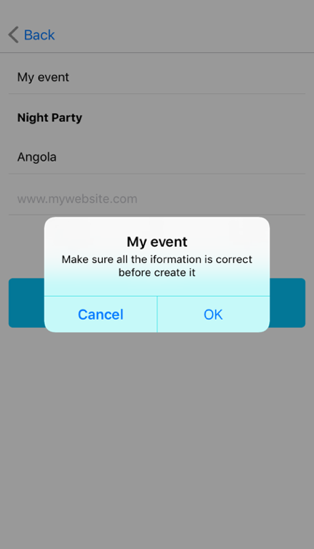 Back
My event
Night Party
Angola
www.mywebsite.com
My event
Make sure all the iformation is correct
before create it
Cancel
OK